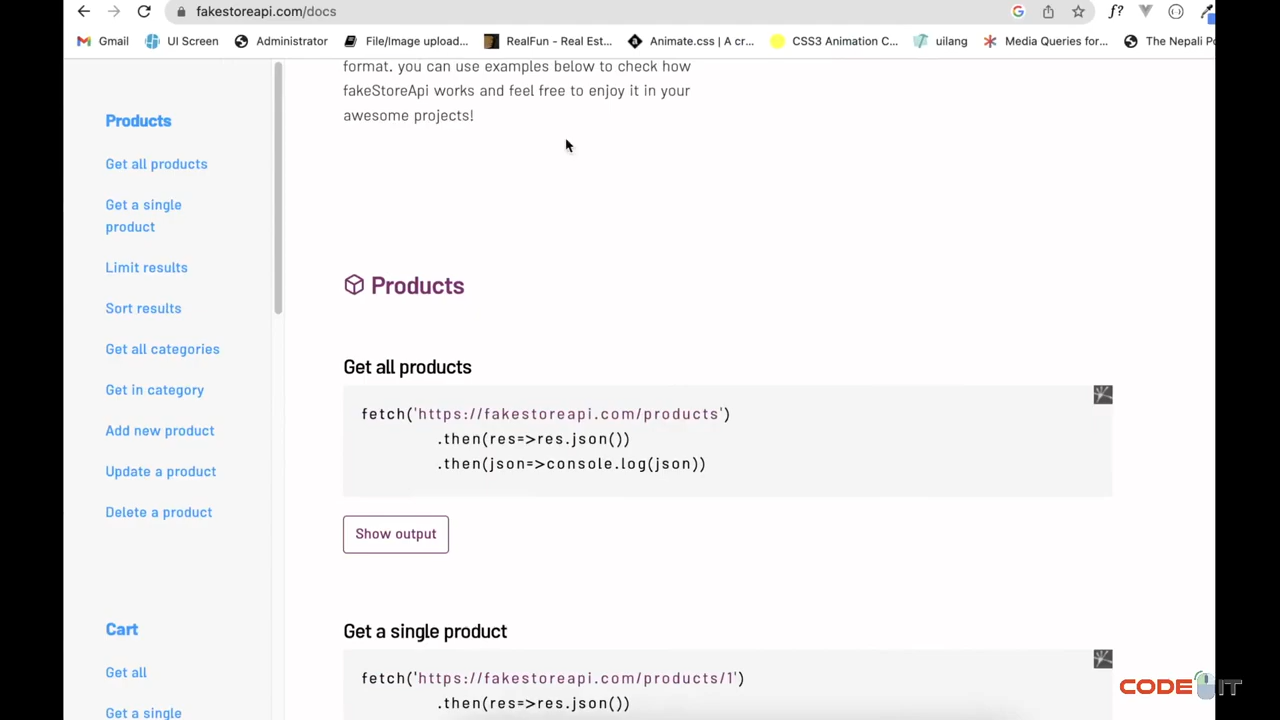 fakestoreapi.com/docs
f?
Gmail
UI Screen
Administrator
File/Image upload...
RealFun - Real Est...
Animate.css | A cr...
CSS3 Animation C...
uilang
Media Queries for...
The Nepali Po
format. you can use examples below to check how
fakeStoreApi works and feel free to enjoy it in your
awesome projects!
Products
Get all products
Get a single
product
Limit results
Sort results
Get all categories
Get in category
Add new product
Update a product
Delete a product
Cart
Get all
Get a single
Products
Get all products
fetch('https://fakestoreapi.com/products')
.then(res=>res.json())
.then(json=>console.log(json))
Show output
Get a single product
fetch('https://fakestoreapi.com/products/1')
.then(res=>res.json())
CODE IT